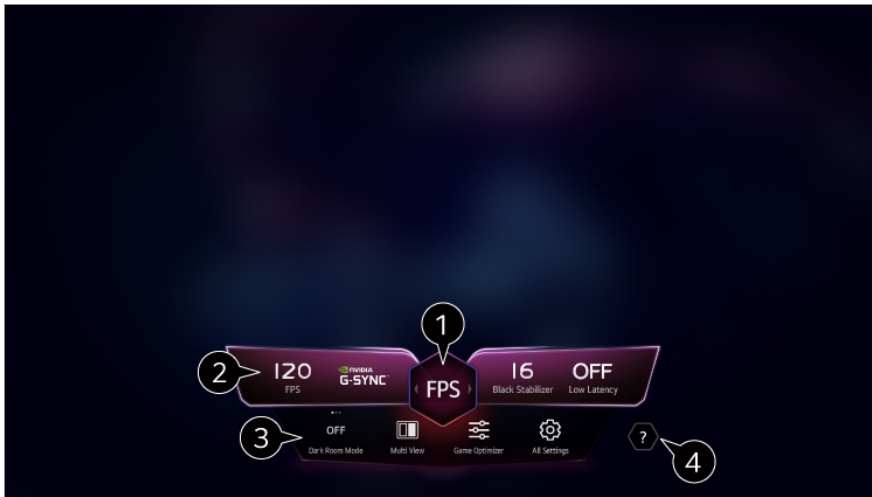 1
2
120
FPS
NVIDIA
G-SYNC
FPS
16
Black Stabilizer
OFF
Low Latency
3
OFF
Dark Room Mode
Multi View
Game Optimizer
All Settings
?
4